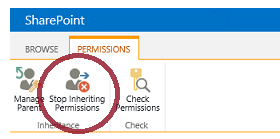 SharePoint
BROWSE PERMISSIONS
Manage Stop Inheriting Check
Parent Permissions Permissions
Inheritance Check